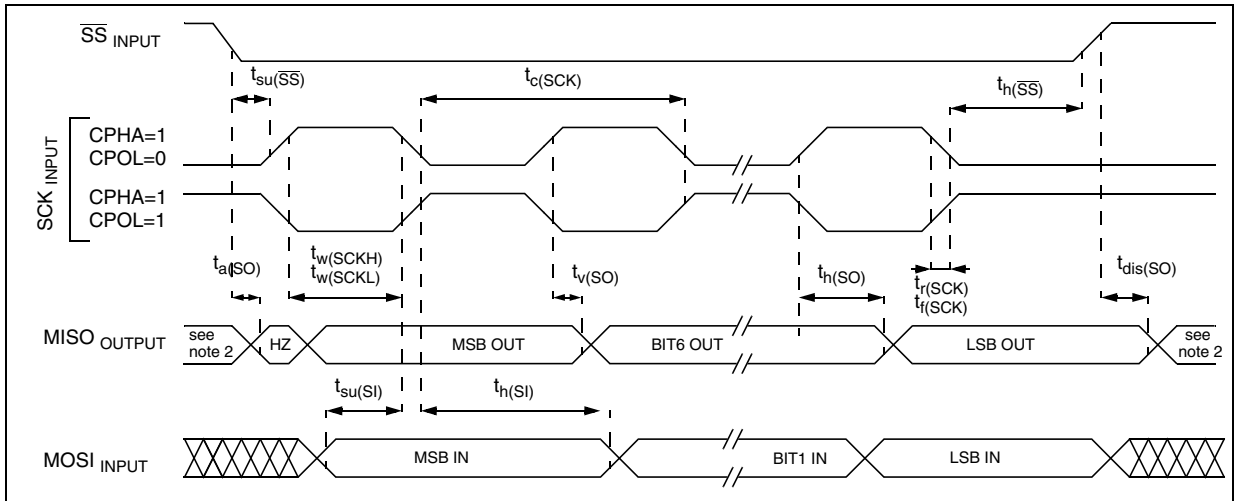 SS INPUT
tsu(SS)
tc(SCK)
th(SS)
SCK INPUT
CPHA=1
CPOL=0
CPHA=1
CPOL=1
ta(SO)
tw(SCKH)
tw(SCKL)
tv(SO)
th(SO)
tr(SCK)
tf(SCK)
tdis(SO)
MISO OUTPUT
see
note 2
HZ
MSB OUT
BIT6 OUT
LSB OUT
see
note 2
tsu(SI)
th(SI)
MOSI INPUT
MSB IN
BIT1 IN
LSB IN